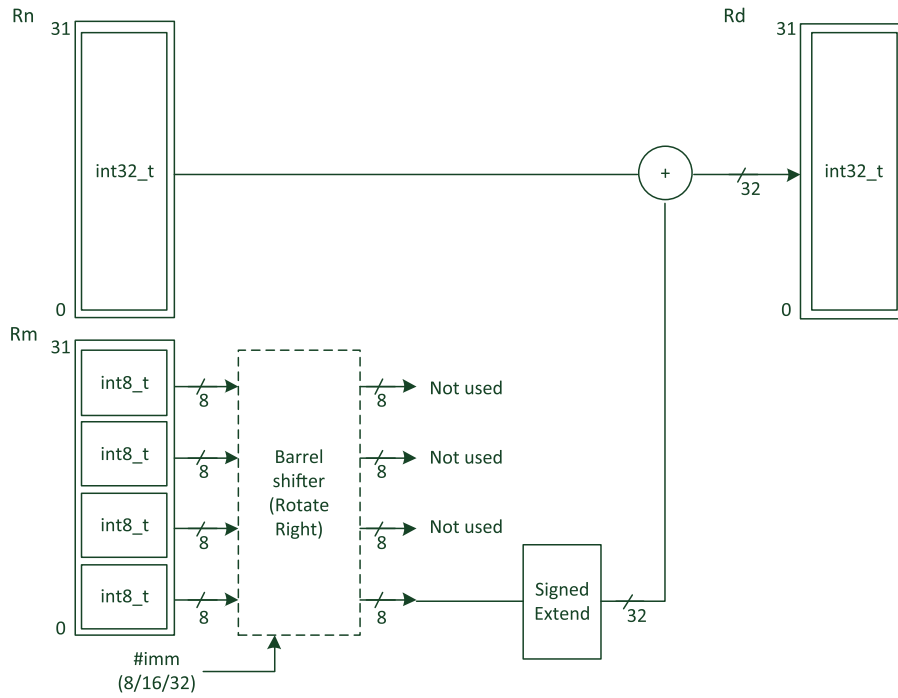 Rn
Rd
31
31
int32_t
+
int32_t
32
0
0
Rm
31
int8_t
8
8
Not used
int8_t
8
Barrel
shifter
(Rotate
Right)
8
Not used
int8_t
8
8
Not used
int8_t
8
8
Signed
Extend
32
0
#imm
(8/16/32)